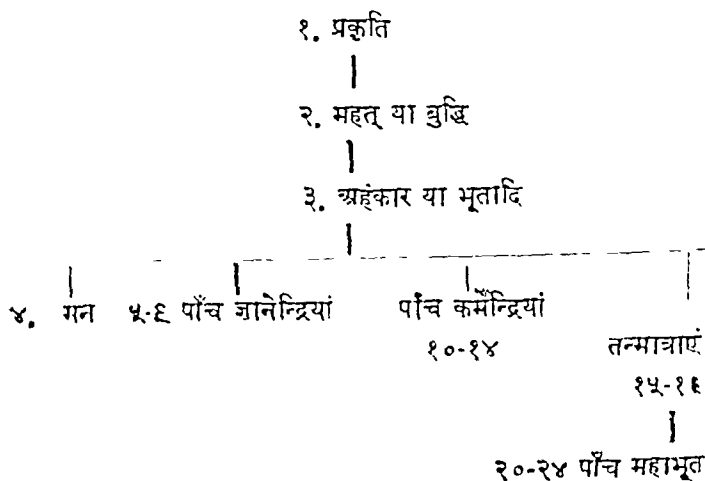 १. प्रकृति
२. महत् या बुद्धि
३. अहंकार या भूतादि
४. मन ५-९ पाँच ज्ञानेन्द्रियां पांच कर्मेन्द्रियां
१०-१४ तन्मात्राएं
१५-१९
२०-२४ पाँच महाभूत